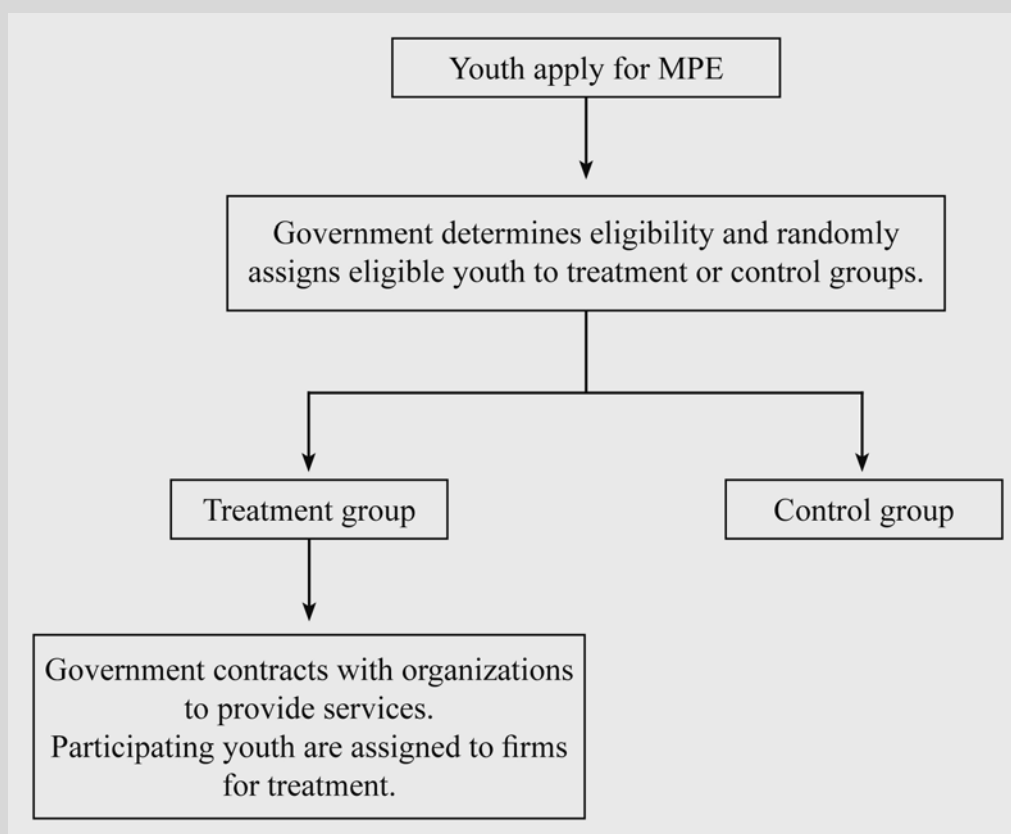 Youth apply for MPE
Government determines eligibility and randomly
assigns eligible youth to treatment or control groups.
Treatment group
Control group
Government contracts with organizations
to provide services.
Participating youth are assigned to firms
for treatment.